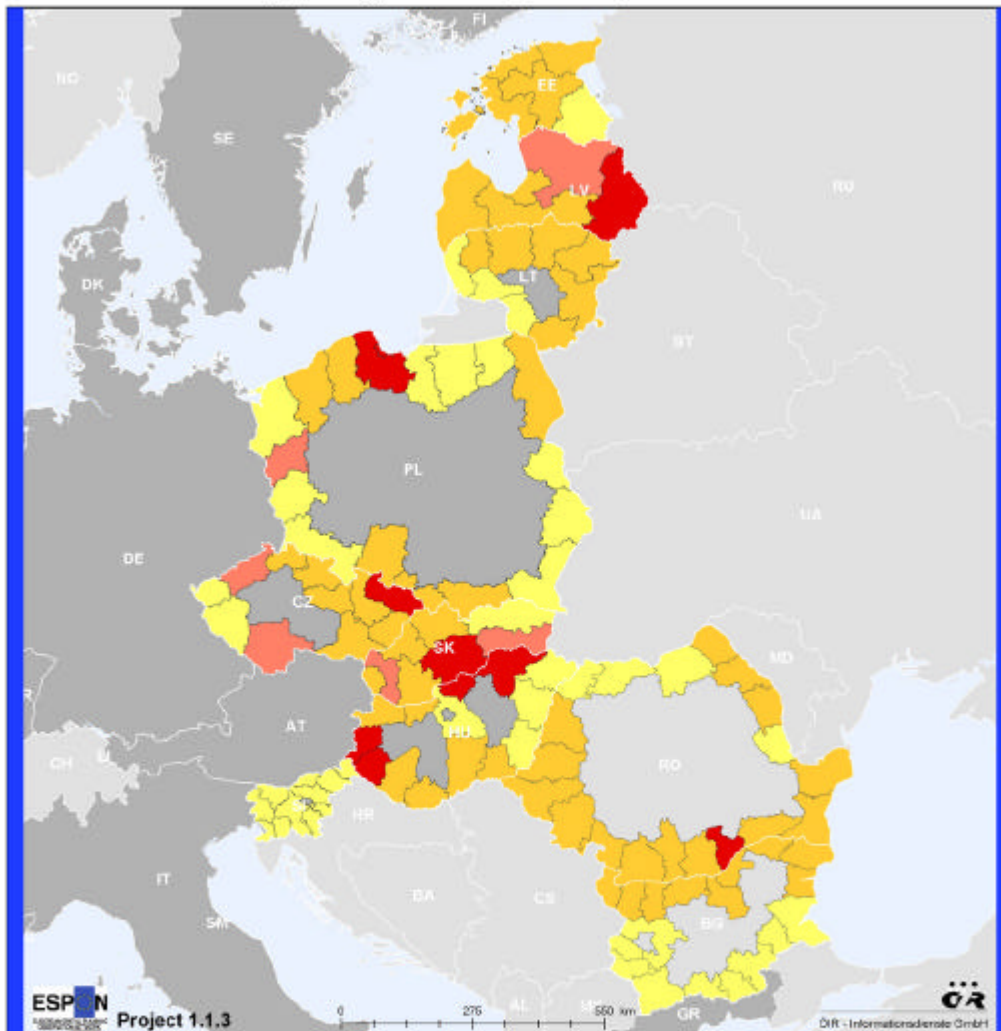 FI
NO
SE
EE
RU
LV
DK
LT
BT
PL
UA
DE
CZ
SK
MD
AT
HU
CH
RO
HR
IT
BA
CS
SM
BG
AL
GR
ESPON
Project 1.1.3
0 275 550 km
ÖIR - Informationsdienste GmbH